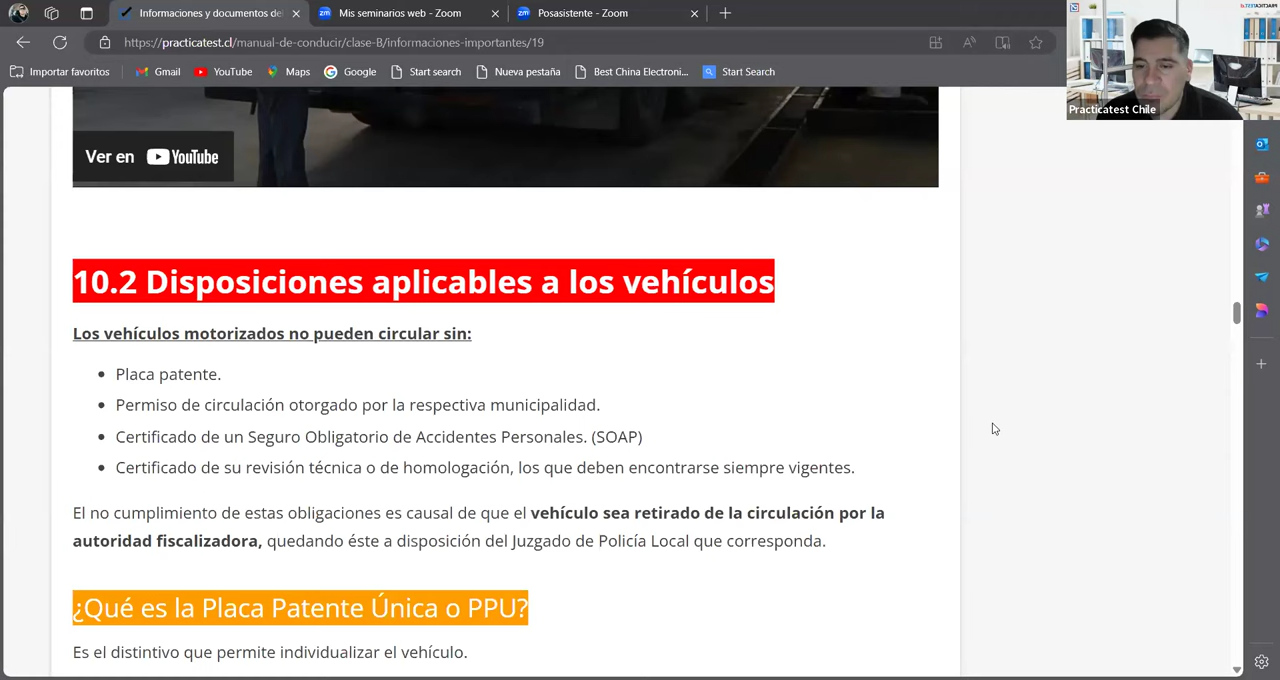 Informaciones y documentos del
Mis seminarios web - Zoom
Posasistente - Zoom
https://practicatest.cl/manual-de-conducir/clase-B/informaciones-importantes/19
Importar favoritos
Gmail
YouTube
Maps
Google
Start search
Nueva pestaña
Best China Electroni...
Start Search
PRACTICATEST.cl
Practicatest Chile
Ver en YouTube
10.2 Disposiciones aplicables a los vehículos
Los vehículos motorizados no pueden circular sin:
• Placa patente.
• Permiso de circulación otorgado por la respectiva municipalidad.
• Certificado de un Seguro Obligatorio de Accidentes Personales. (SOAP)
• Certificado de su revisión técnica o de homologación, los que deben encontrarse siempre vigentes.
El no cumplimiento de estas obligaciones es causal de que el vehículo sea retirado de la circulación por la
autoridad fiscalizadora, quedando éste a disposición del Juzgado de Policía Local que corresponda.
¿Qué es la Placa Patente Única o PPU?
Es el distintivo que permite individualizar el vehículo.